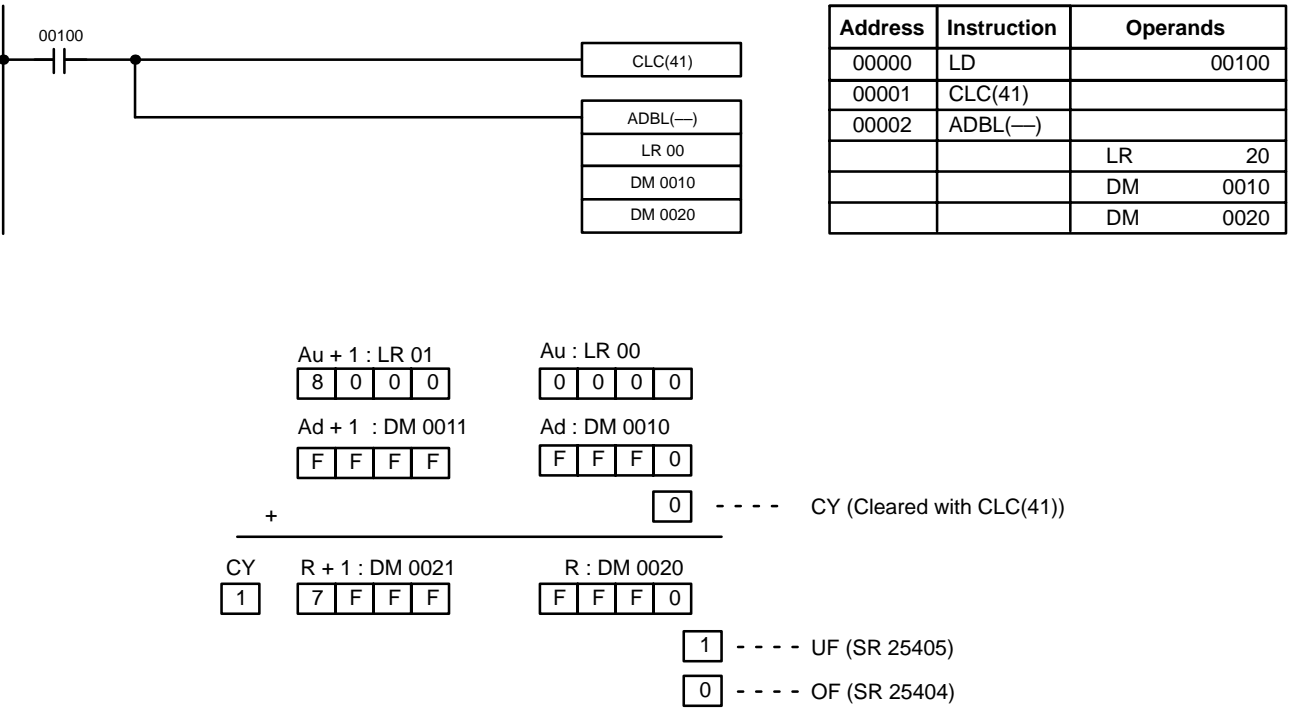 00100
CLC(41)
ADBL(––)
LR 00
DM 0010
DM 0020
Address Instruction Operands
00000 LD 00100
00001 CLC(41)
00002 ADBL(––)
LR 20
DM 0010
DM 0020
Au + 1 : LR 01 Au : LR 00
8 0 0 0 0 0 0 0
Ad + 1 : DM 0011 Ad : DM 0010
F F F F F F F 0
0 - - - - CY (Cleared with CLC(41))
+
CY R + 1 : DM 0021 R : DM 0020
1 7 F F F F F F 0
1 - - - - UF (SR 25405)
0 - - - - OF (SR 25404)